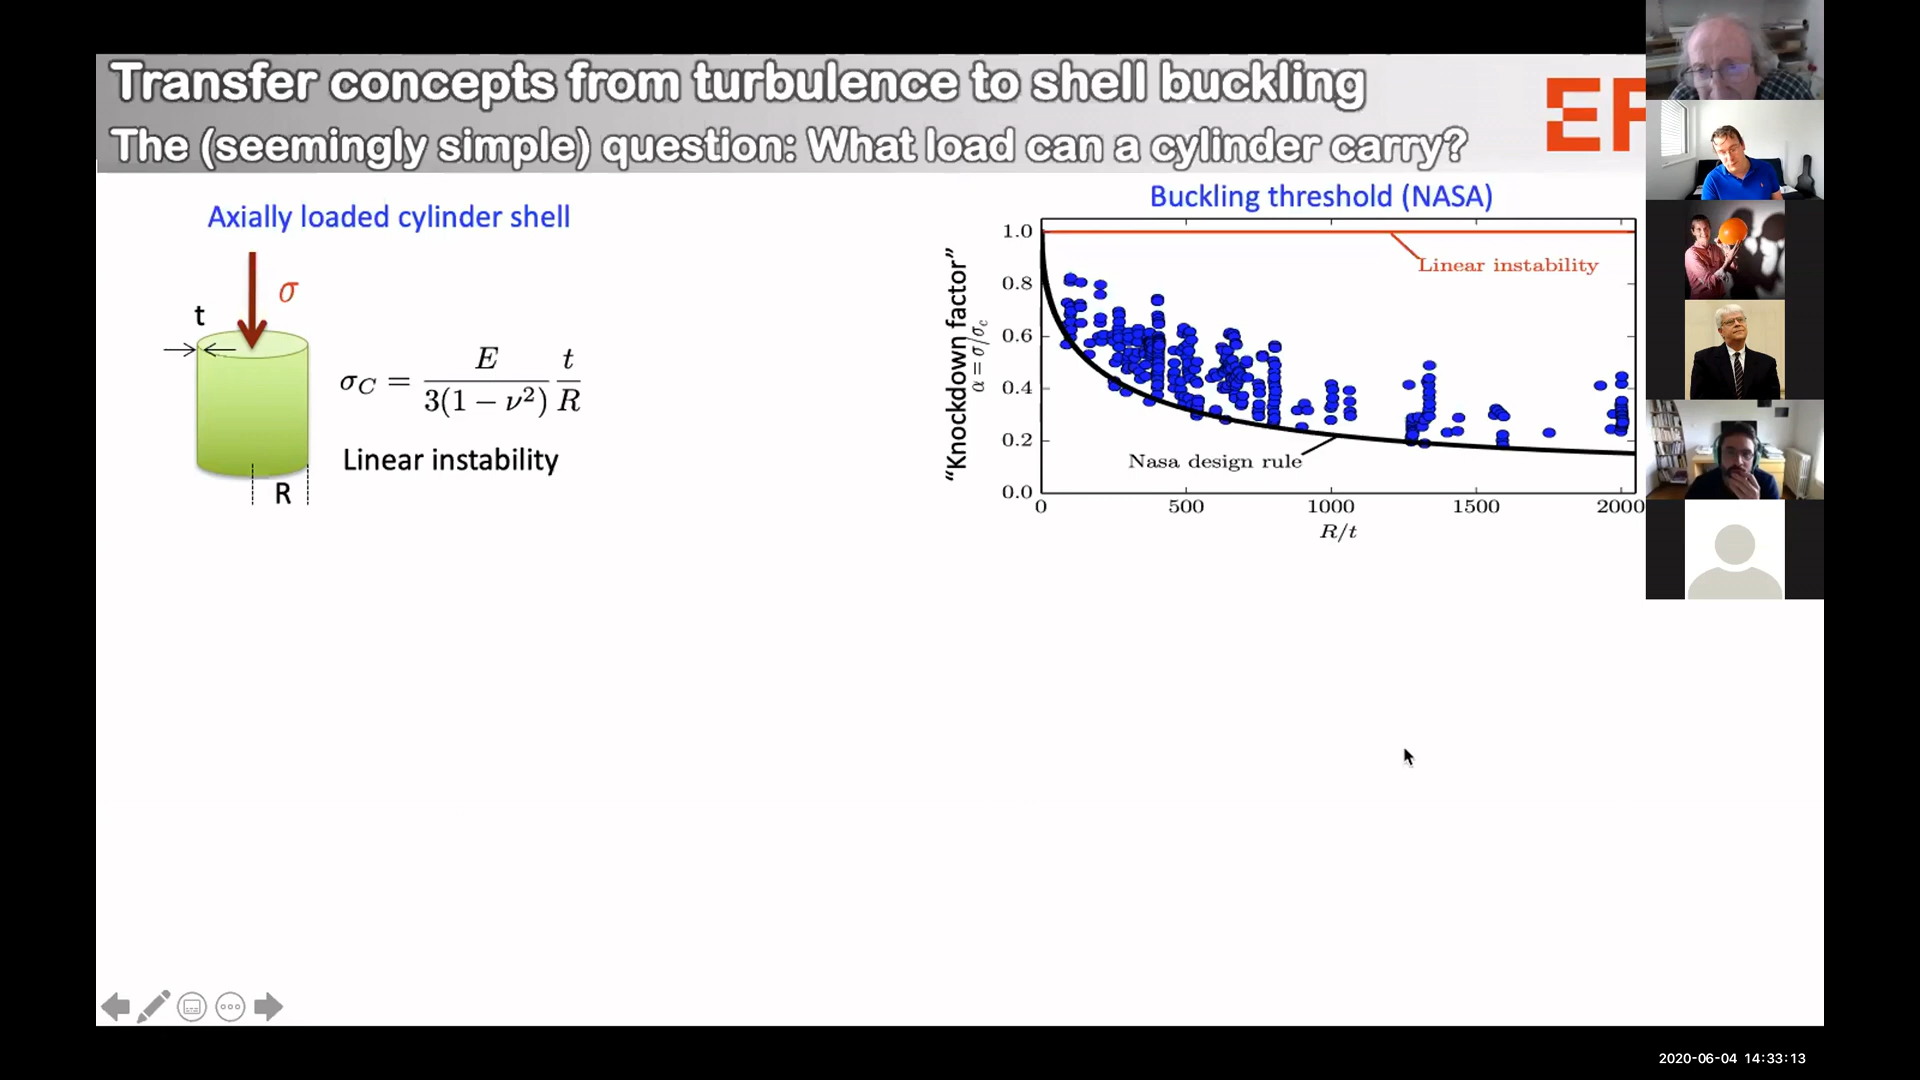 Transfer concepts from turbulence to shell buckling
The (seemingly simple) question: What load can a cylinder carry?
Axially loaded cylinder shell
σ
t
σ_C = E / 3(1 − ν²) t / R
Linear instability
R
Buckling threshold (NASA)
"Knockdown factor"
α = σ/σ_c
1.0
0.8
0.6
0.4
0.2
0.0
Linear instability
Nasa design rule
0 500 1000 1500 2000
R/t
2020-06-04 14:33:13